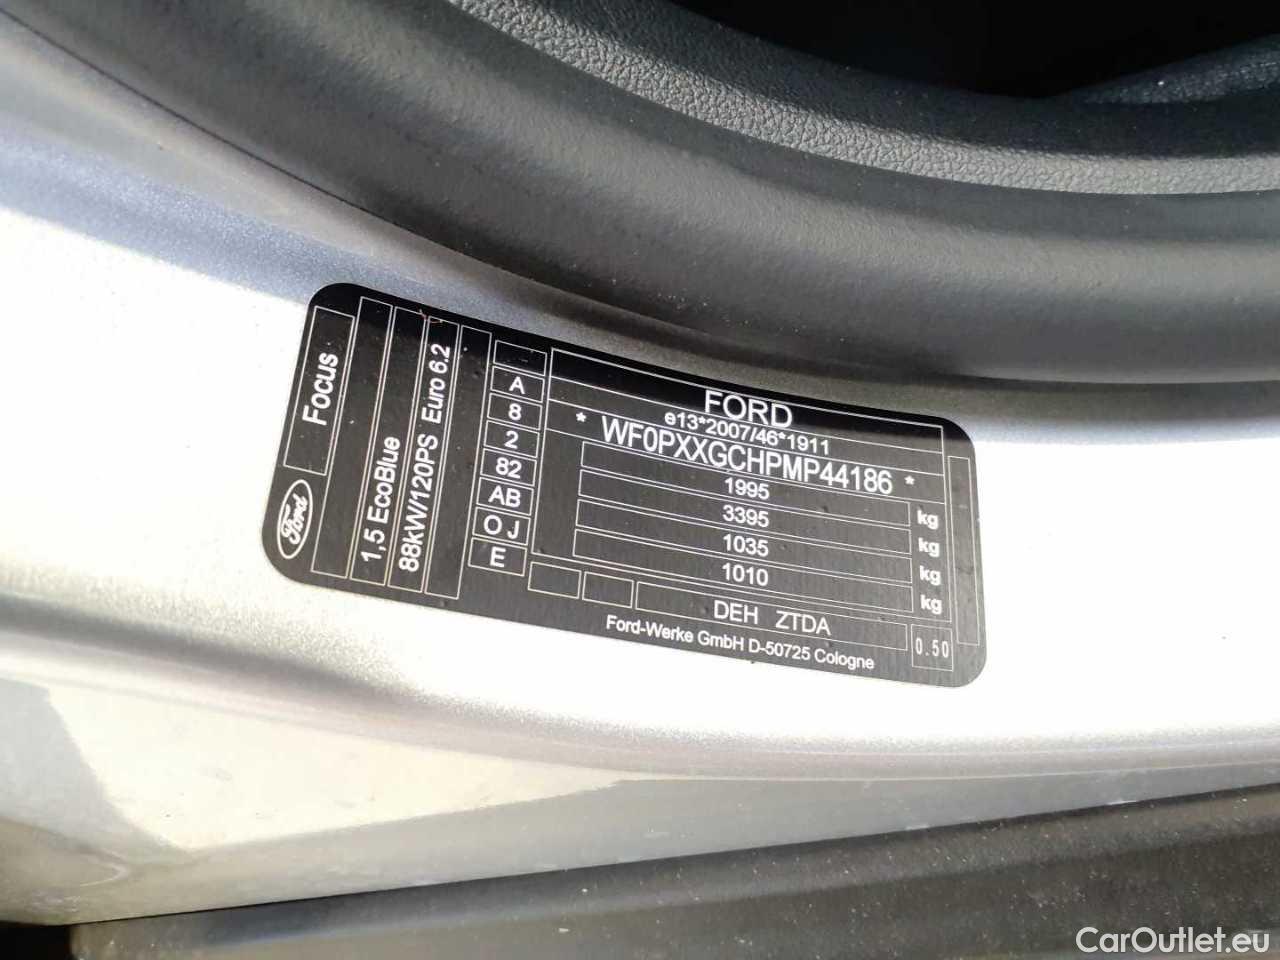 Focus
Ford
1,5 EcoBlue
88kW/120PS Euro 6.2
A
8
2
82
AB
O J
E
FORD
e13*2007/46*1911
* WF0PXXGCHPMP44186 *
1995 kg
3395 kg
1035 kg
1010 kg
DEH ZTDA
0.50
Ford-Werke GmbH D-50725 Cologne
CarOutlet.eu